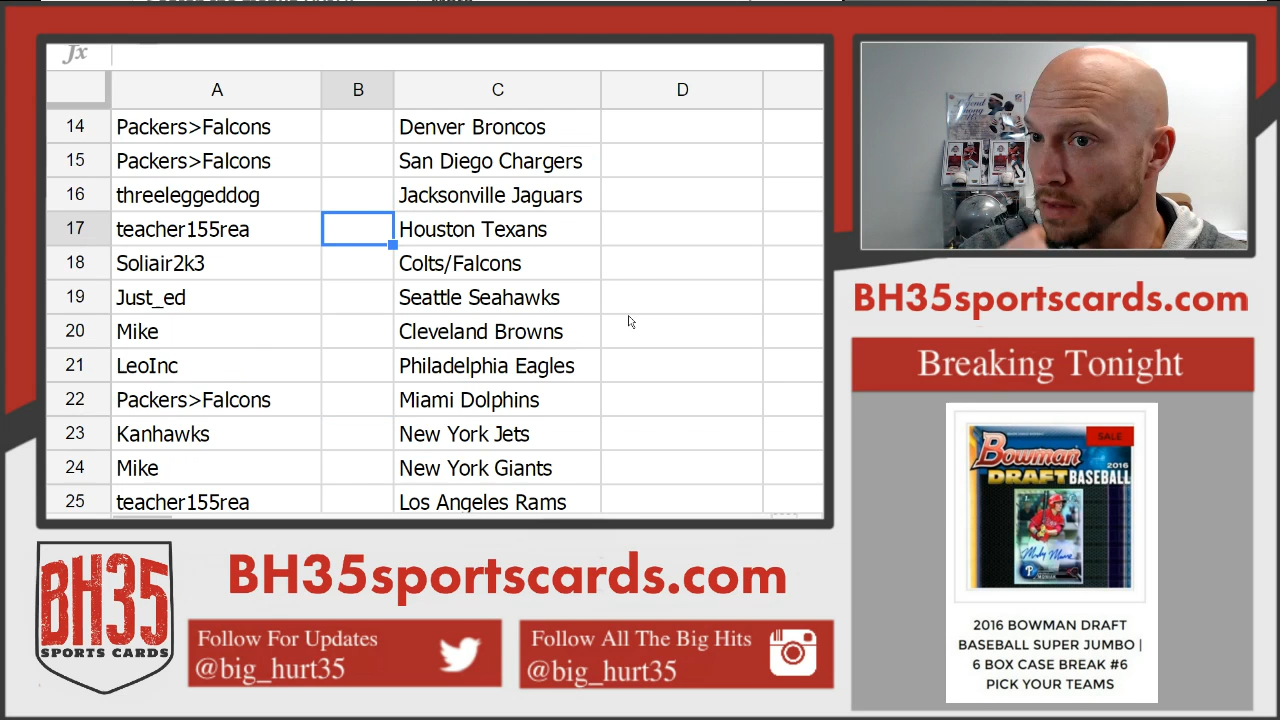 fx
A B C D
14 Packers>Falcons Denver Broncos
15 Packers>Falcons San Diego Chargers
16 threeleggeddog Jacksonville Jaguars
17 teacher155rea Houston Texans
18 Soliair2k3 Colts/Falcons
19 Just_ed Seattle Seahawks
20 Mike Cleveland Browns
21 LeoInc Philadelphia Eagles
22 Packers>Falcons Miami Dolphins
23 Kanhawks New York Jets
24 Mike New York Giants
25 teacher155rea Los Angeles Rams
BH35sportscards.com
Breaking Tonight
SALE
Bowman
2016
DRAFT BASEBALL
2016 BOWMAN DRAFT
BASEBALL SUPER JUMBO |
6 BOX CASE BREAK #6
PICK YOUR TEAMS
BH35
SPORTS CARDS
BH35sportscards.com
Follow For Updates
@big_hurt35
Follow All The Big Hits
@big_hurt35